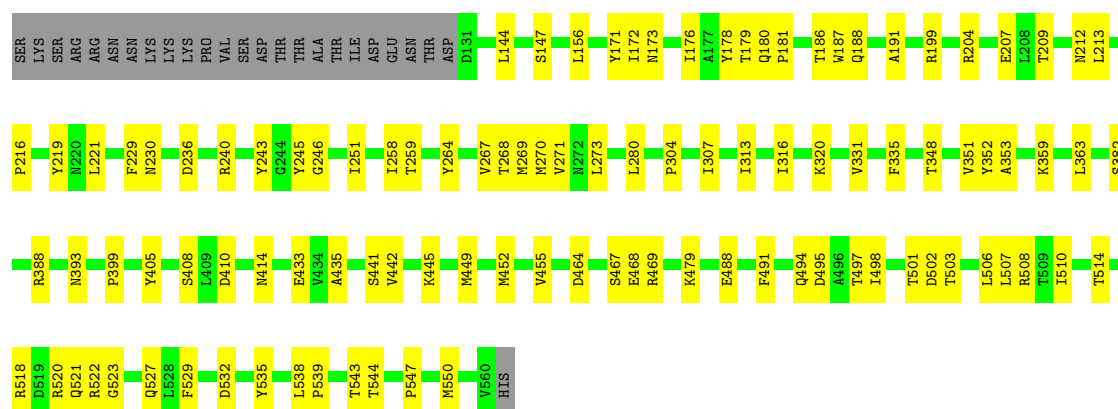 SER LYS SER ARG ARG ASN ASN LYS LYS LYS PRO VAL SER ASP THR THR ALA THR ILE ASP GLU ASN THR ASP D131 L144 S147 L156 Y171 I172 N173 I176 A177 Y178 T179 Q180 P181 T186 W187 Q188 A191 R199 R204 E207 L208 T209 N212 L213
P216 Y219 N220 L221 F229 N230 D236 R240 Y243 G244 Y245 G246 I251 I258 T259 Y264 V267 T268 M269 M270 V271 N272 L273 L280 P304 I307 I313 I316 K320 V331 F335 T348 V351 Y352 A353 K359 L363 S382
R388 N393 P399 Y405 S408 L409 D410 N414 E433 V434 A435 S441 V442 K445 M449 M452 V455 D464 S467 E468 R469 K479 E488 F491 Q494 D495 A496 T497 I498 T501 D502 T503 L506 L507 R508 T509 I510 T514
R518 D519 R520 Q521 R522 G523 Q527 L528 F529 D532 Y535 L538 P539 T543 T544 P547 M550 V560 HIS